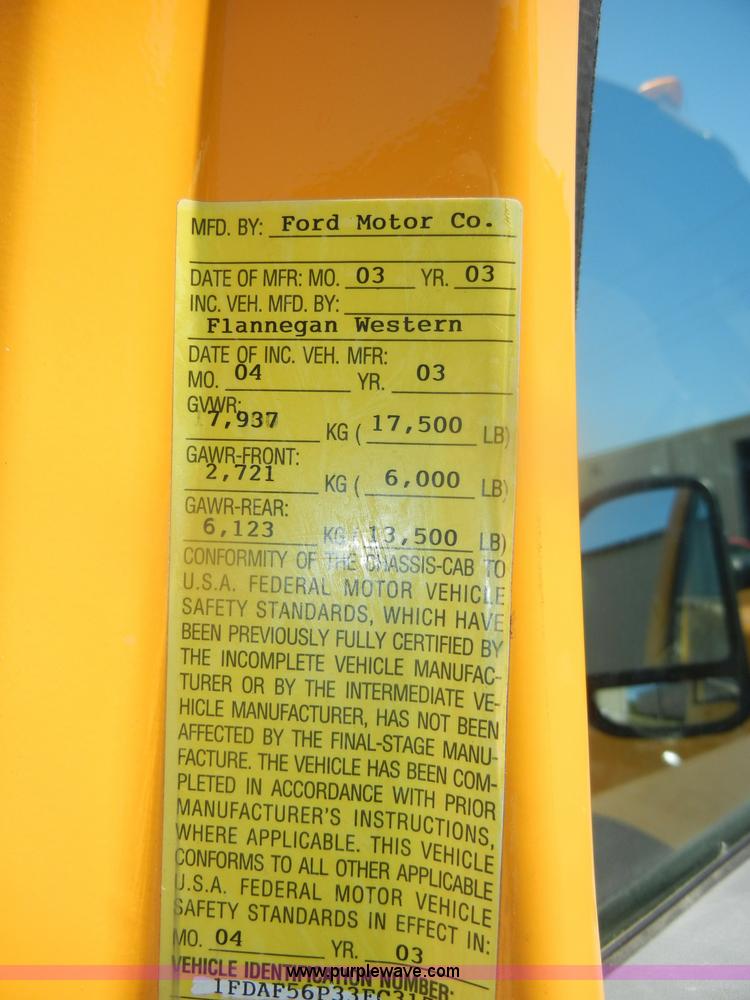 MFD. BY: Ford Motor Co.
DATE OF MFR: MO. 03 YR. 03
INC. VEH. MFD. BY:
Flannegan Western
DATE OF INC. VEH. MFR:
MO. 04 YR. 03
GVWR:
7,937 KG ( 17,500 LB)
GAWR-FRONT:
2,721 KG ( 6,000 LB)
GAWR-REAR:
6,123 KG ( 13,500 LB)
CONFORMITY OF THE CHASSIS-CAB TO
U.S.A. FEDERAL MOTOR VEHICLE
SAFETY STANDARDS, WHICH HAVE
BEEN PREVIOUSLY FULLY CERTIFIED BY
THE INCOMPLETE VEHICLE MANUFAC-
TURER OR BY THE INTERMEDIATE VE-
HICLE MANUFACTURER, HAS NOT BEEN
AFFECTED BY THE FINAL-STAGE MANU-
FACTURE. THE VEHICLE HAS BEEN COM-
PLETED IN ACCORDANCE WITH PRIOR
MANUFACTURER'S INSTRUCTIONS,
WHERE APPLICABLE. THIS VEHICLE
CONFORMS TO ALL OTHER APPLICABLE
U.S.A. FEDERAL MOTOR VEHICLE
SAFETY STANDARDS IN EFFECT IN:
MO. 04 YR. 03
VEHICLE IDENTIFICATION NUMBER:
www.purplewave.com